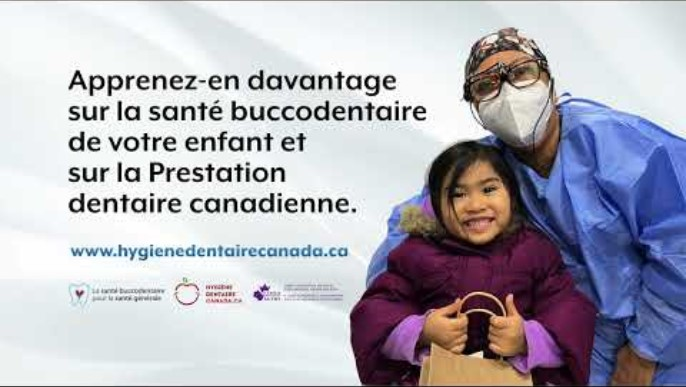 Apprenez-en davantage
sur la santé buccodentaire
de votre enfant et
sur la Prestation
dentaire canadienne.
www.hygienedentairecanada.ca
La santé buccodentaire
pour la santé générale
HYGIÈNE
DENTAIRE
CANADA.CA